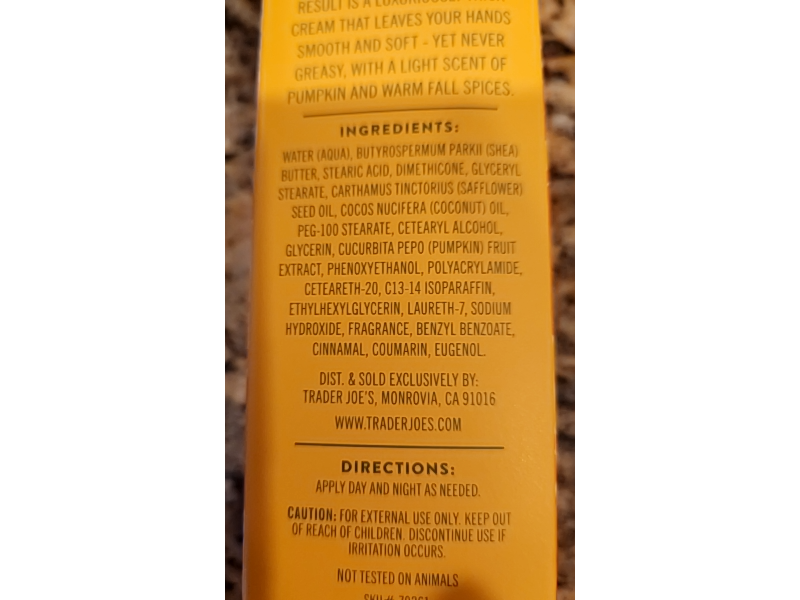 RESULT IS A LUXURIOUSLY
CREAM THAT LEAVES YOUR HANDS
SMOOTH AND SOFT - YET NEVER
GREASY, WITH A LIGHT SCENT OF
PUMPKIN AND WARM FALL SPICES.
INGREDIENTS:
WATER (AQUA), BUTYROSPERMUM PARKII (SHEA)
BUTTER, STEARIC ACID, DIMETHICONE, GLYCERYL
STEARATE, CARTHAMUS TINCTORIUS (SAFFLOWER)
SEED OIL, COCOS NUCIFERA (COCONUT) OIL,
PEG-100 STEARATE, CETEARYL ALCOHOL,
GLYCERIN, CUCURBITA PEPO (PUMPKIN) FRUIT
EXTRACT, PHENOXYETHANOL, POLYACRYLAMIDE,
CETEARETH-20, C13-14 ISOPARAFFIN,
ETHYLHEXYLGLYCERIN, LAURETH-7, SODIUM
HYDROXIDE, FRAGRANCE, BENZYL BENZOATE,
CINNAMAL, COUMARIN, EUGENOL.
DIST. & SOLD EXCLUSIVELY BY:
TRADER JOE'S, MONROVIA, CA 91016
WWW.TRADERJOES.COM
DIRECTIONS:
APPLY DAY AND NIGHT AS NEEDED.
CAUTION: FOR EXTERNAL USE ONLY. KEEP OUT
OF REACH OF CHILDREN. DISCONTINUE USE IF
IRRITATION OCCURS.
NOT TESTED ON ANIMALS
SKU#